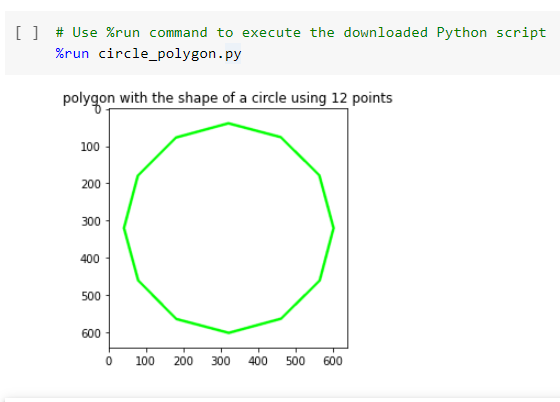 [ ] # Use %run command to execute the downloaded Python script
%run circle_polygon.py
polygon with the shape of a circle using 12 points
0
100
200
300
400
500
600
0 100 200 300 400 500 600